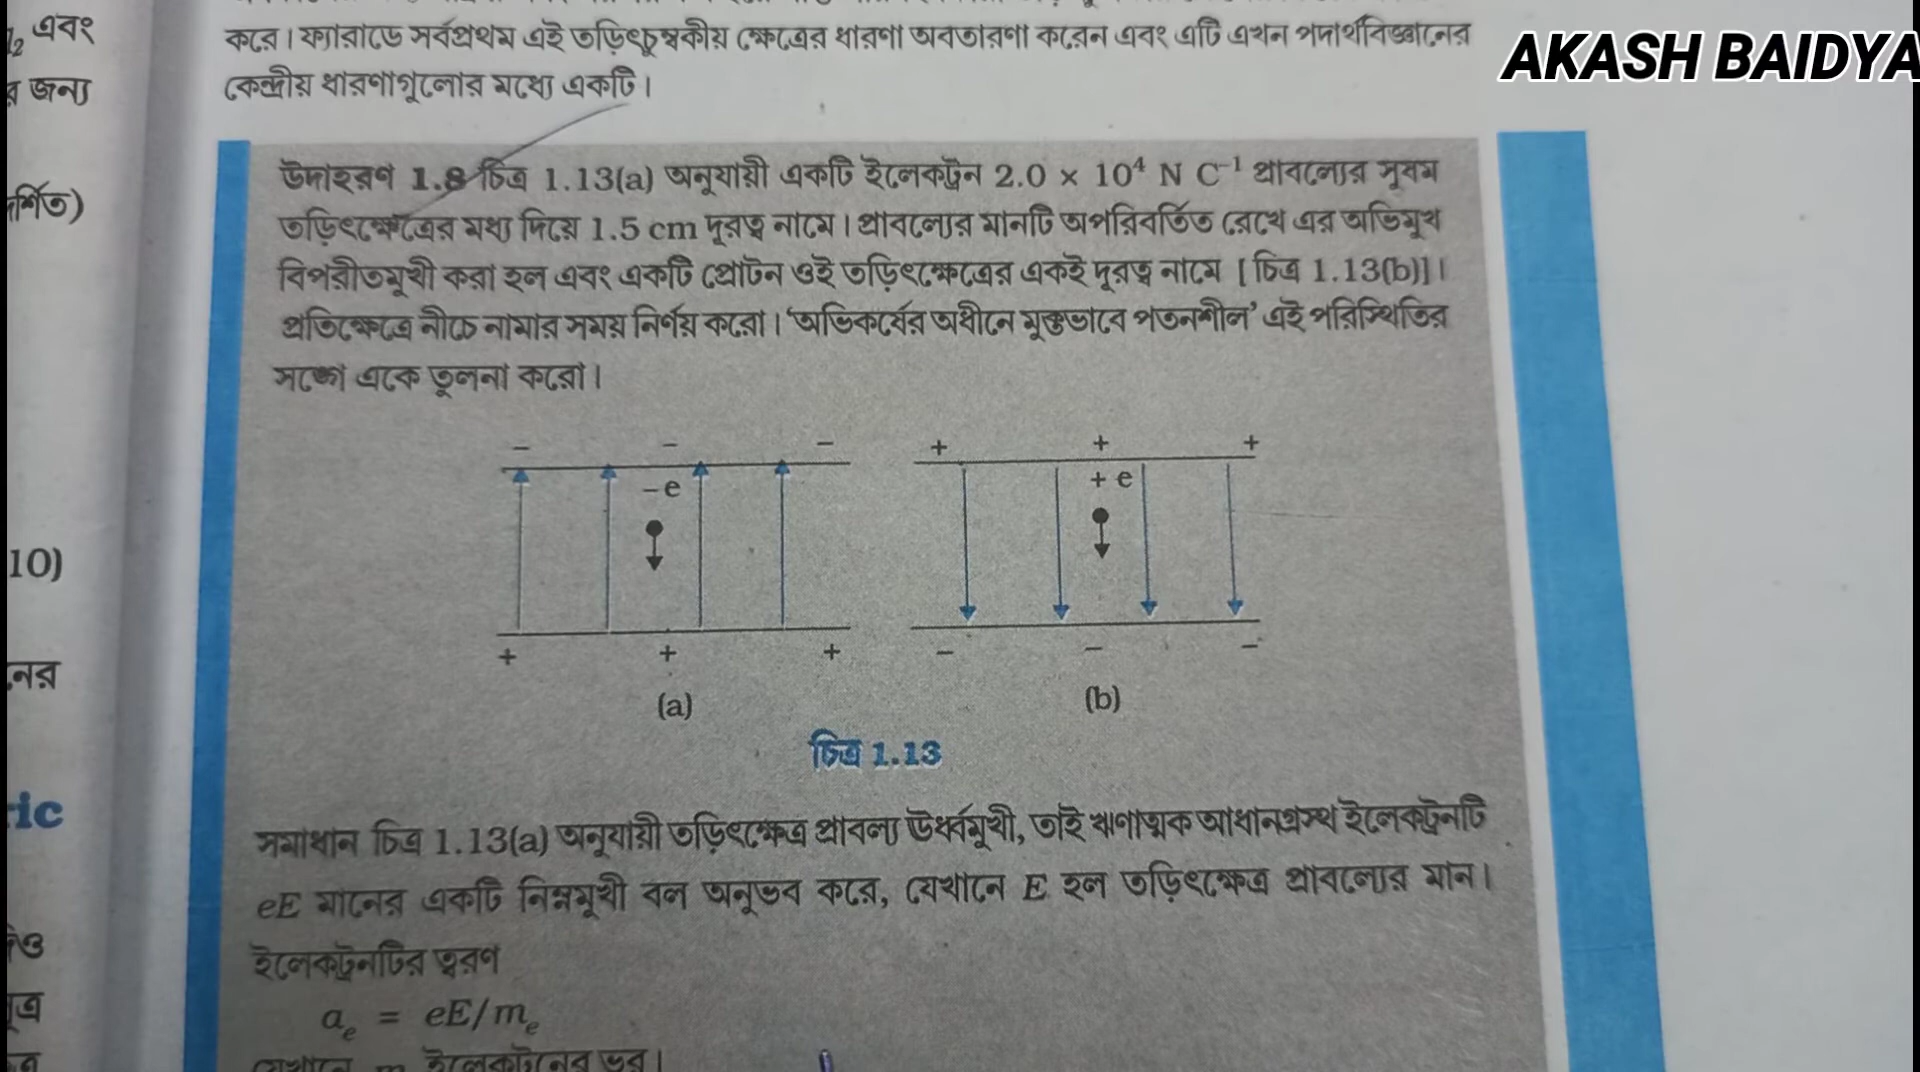 l₂ এবং
র জন্য
র্শিত)
10)
নের
ric
করে। ফ্যারাডে সর্বপ্রথম এই তড়িৎচুম্বকীয় ক্ষেত্রের ধারণা অবতারণা করেন এবং এটি এখন পদার্থবিজ্ঞানের
কেন্দ্রীয় ধারণাগুলোর মধ্যে একটি।
AKASH BAIDYA
উদাহরণ 1.8 চিত্র 1.13(a) অনুযায়ী একটি ইলেকট্রন 2.0 × 10⁴ N C⁻¹ প্রাবল্যের সুষম
তড়িৎক্ষেত্রের মধ্য দিয়ে 1.5 cm দূরত্ব নামে। প্রাবল্যের মানটি অপরিবর্তিত রেখে এর অভিমুখ
বিপরীতমুখী করা হল এবং একটি প্রোটন ওই তড়িৎক্ষেত্রের একই দূরত্ব নামে [ চিত্র 1.13(b)]।
প্রতিক্ষেত্রে নীচে নামার সময় নির্ণয় করো। ‘অভিকর্ষের অধীনে মুক্তভাবে পতনশীল’ এই পরিস্থিতির
সঙ্গে একে তুলনা করো।
− − − + + +
−e + e
+ + + − − −
(a) (b)
চিত্র 1.13
সমাধান চিত্র 1.13(a) অনুযায়ী তড়িৎক্ষেত্র প্রাবল্য ঊর্ধ্বমুখী, তাই ঋণাত্মক আধানগ্রস্থ ইলেকট্রনটি
eE মানের একটি নিম্নমুখী বল অনুভব করে, যেখানে E হল তড়িৎক্ষেত্র প্রাবল্যের মান।
ইলেকট্রনটির ত্বরণ
aₑ = eE/mₑ
যেখানে m ইলেকট্রনের ভর।